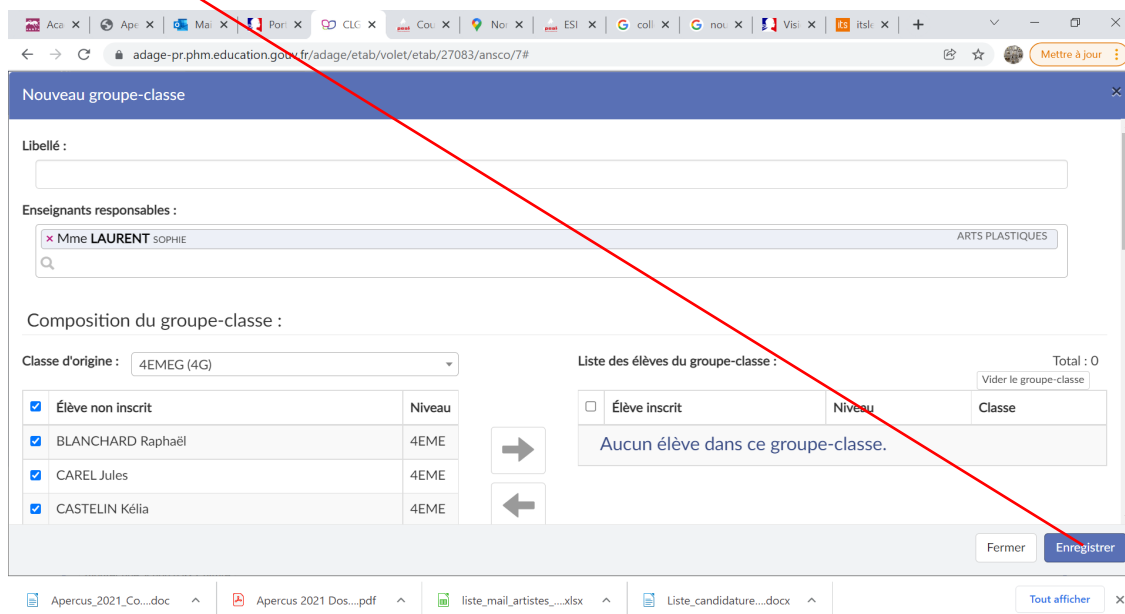 Aca
Ape
Mai
Port
CLG
Cou
Nor
ESI
coll
nou
Visi
its itsle
adage-pr.phm.education.gouv.fr/adage/etab/volet/etab/27083/ansco/7#
Mettre à jour
Nouveau groupe-classe
Libellé :
Enseignants responsables :
× Mme LAURENT SOPHIE ARTS PLASTIQUES
Composition du groupe-classe :
Classe d'origine : 4EMEG (4G) Liste des élèves du groupe-classe : Total : 0
Vider le groupe-classe
Élève non inscrit Niveau Élève inscrit Niveau Classe
BLANCHARD Raphaël 4EME Aucun élève dans ce groupe-classe.
CAREL Jules 4EME
CASTELIN Kélia 4EME
Fermer Enregistrer
Apercus_2021_Co....doc Apercus 2021 Dos....pdf liste_mail_artistes_....xlsx Liste_candidature....docx Tout afficher